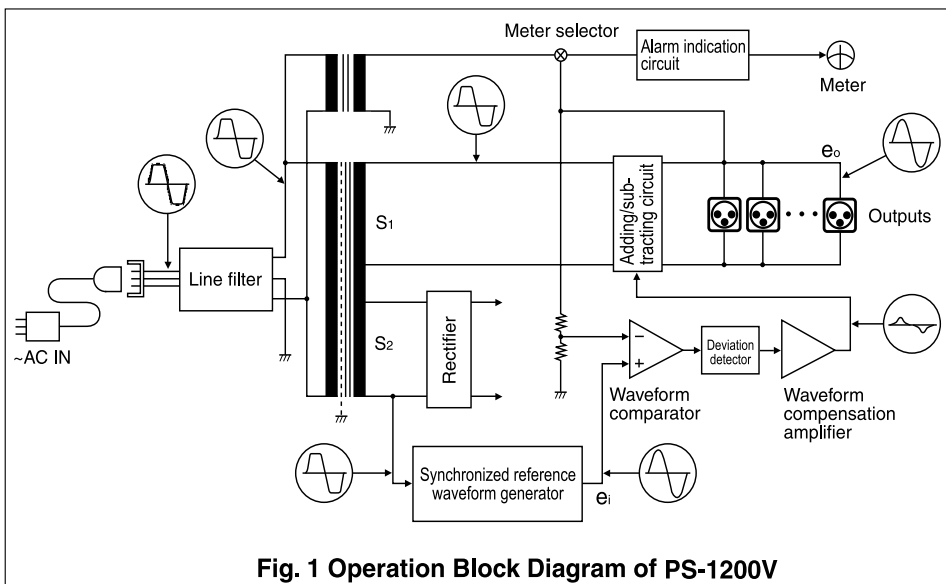 Meter selector
Alarm indication
circuit
Meter
eo
Adding/sub-
tracting circuit
Outputs
S1
Line filter
~AC IN
S2
Rectifier
−
+
Deviation
detector
Waveform
comparator
Waveform
compensation
amplifier
Synchronized reference
waveform generator
ei
Fig. 1 Operation Block Diagram of PS-1200V